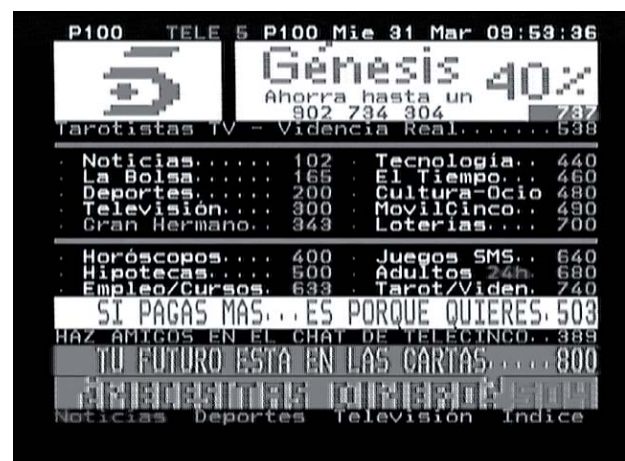 P100 TELE 5 P100 Mie 31 Mar 09:53:36
5
Génesis 40%
Ahorra hasta un
902 734 304 737
Tarotistas TV - Videncia Real....... 538
Noticias...... 102 Tecnología.. 440
La Bolsa...... 165 El Tiempo... 460
Deportes...... 200 Cultura-Ocio 480
Televisión.... 300 MovilCinco.. 490
Gran Hermano.. 343 Loterías.... 700
Horóscopos.... 400 Juegos SMS.. 640
Hipotecas..... 500 Adultos 24h. 680
Empleo/Cursos. 633 Tarot/Viden. 740
SI PAGAS MAS...ES PORQUE QUIERES. 503
HAZ AMIGOS EN EL CHAT DE TELECINCO.. 389
TU FUTURO ESTA EN LAS CARTAS..... 800
¿NECESITAS DINERO? 504
Noticias Deportes Televisión Indice